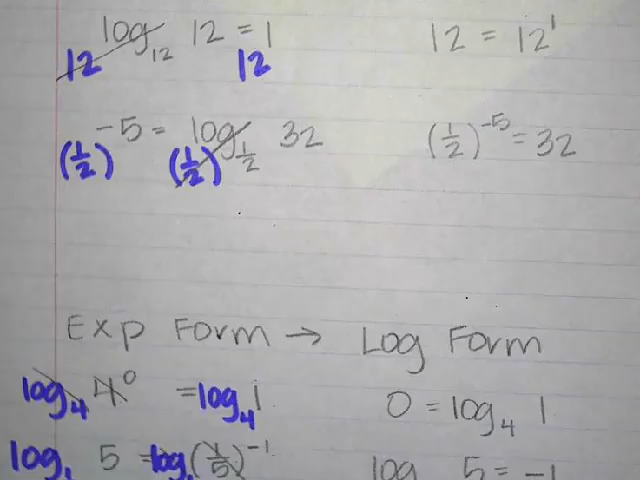 12 log₁₂ 12 = 12 1 12 = 12¹
(1/2) -5 = (1/2) log_1/2 32 (1/2)⁻⁵ = 32
Exp Form → Log Form
log₄ 4⁰ = log₄ 1 0 = log₄ 1
log 5 = log (1/5)⁻¹ log 5 = -1